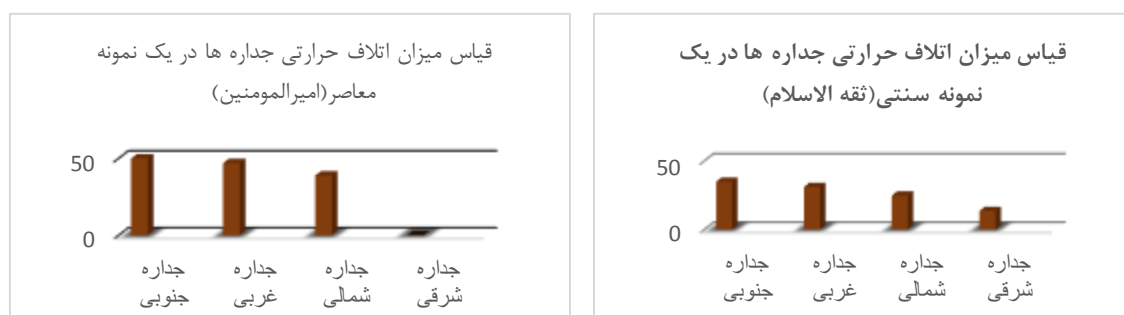 قیاس میزان اتلاف حرارتی جداره ها در یک
نمونه سنتی(ثقه الاسلام)
50
0
جداره جداره جداره جداره
جنوبی غربی شمالی شرقی
قیاس میزان اتلاف حرارتی جداره ها در یک نمونه
معاصر(امیرالمومنین)
50
0
جداره جداره جداره جداره
جنوبی غربی شمالی شرقی